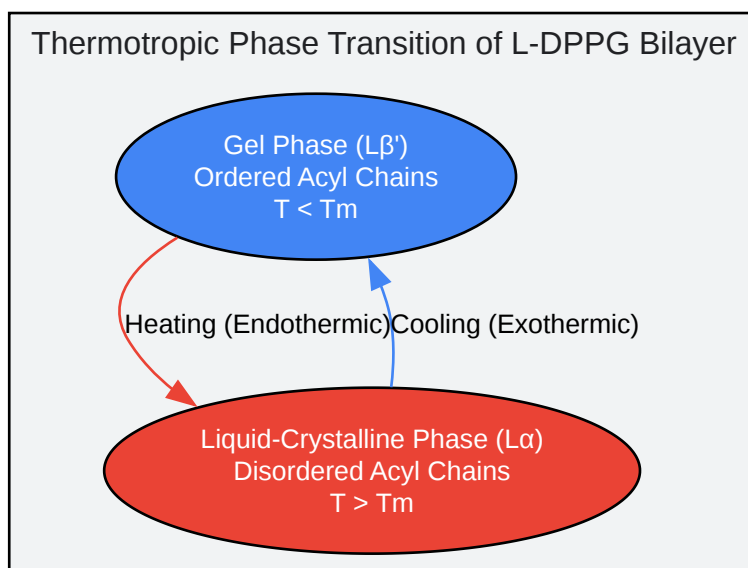 Thermotropic Phase Transition of L-DPPG Bilayer
Gel Phase (Lβ')
Ordered Acyl Chains
T < Tm
Heating (Endothermic)
Cooling (Exothermic)
Liquid-Crystalline Phase (Lα)
Disordered Acyl Chains
T > Tm